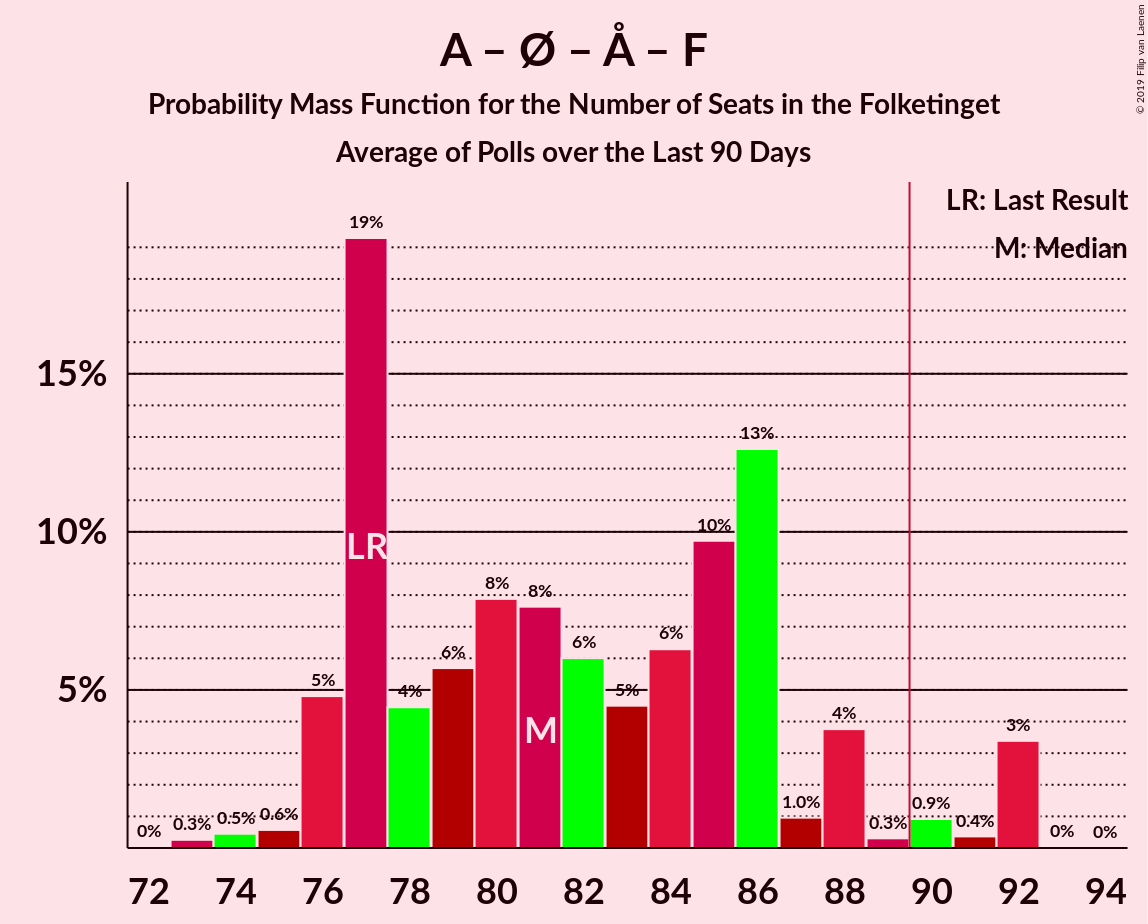 A – Ø – Å – F
Probability Mass Function for the Number of Seats in the Folketinget
Average of Polls over the Last 90 Days
© 2019 Filip van Laenen
LR: Last Result
M: Median
15%
10%
5%
0%
0.3%
0.5%
0.6%
5%
19%
4%
6%
8%
8%
6%
5%
6%
10%
13%
1.0%
4%
0.3%
0.9%
0.4%
3%
0%
0%
LR
M
72 74 76 78 80 82 84 86 88 90 92 94